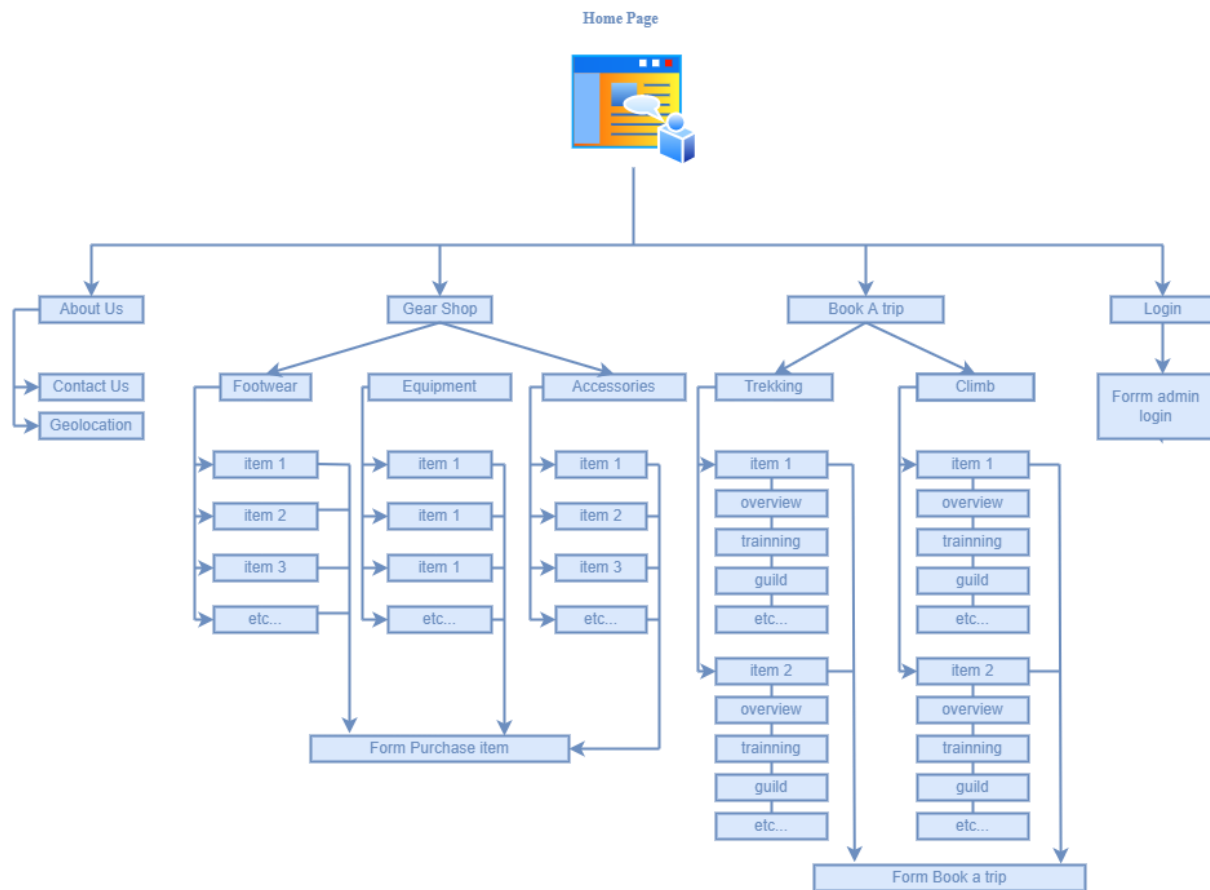 Home Page
About Us
Gear Shop
Book A trip
Login
Contact Us
Geolocation
Footwear
Equipment
Accessories
Trekking
Climb
Forrm admin
login
item 1
item 2
item 3
etc...
item 1
item 1
item 1
etc...
item 1
item 2
item 3
etc...
Form Purchase item
item 1
overview
trainning
guild
etc...
item 2
overview
trainning
guild
etc...
item 1
overview
trainning
guild
etc...
item 2
overview
trainning
guild
etc...
Form Book a trip